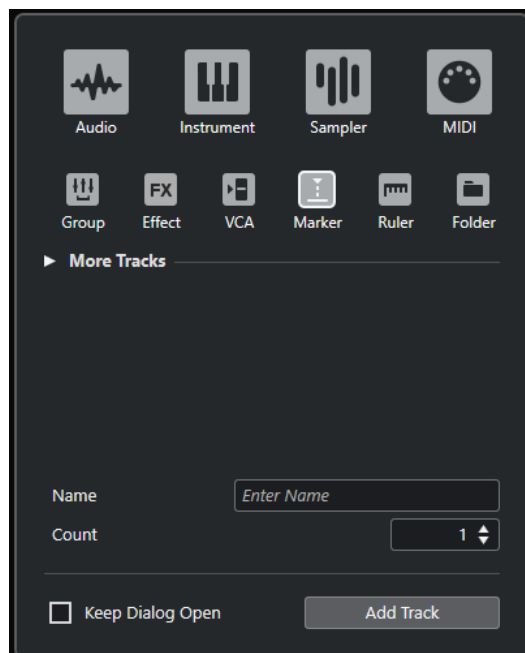 Audio Instrument Sampler MIDI
FX
Group Effect VCA Marker Ruler Folder
More Tracks
Name Enter Name
Count 1
Keep Dialog Open Add Track